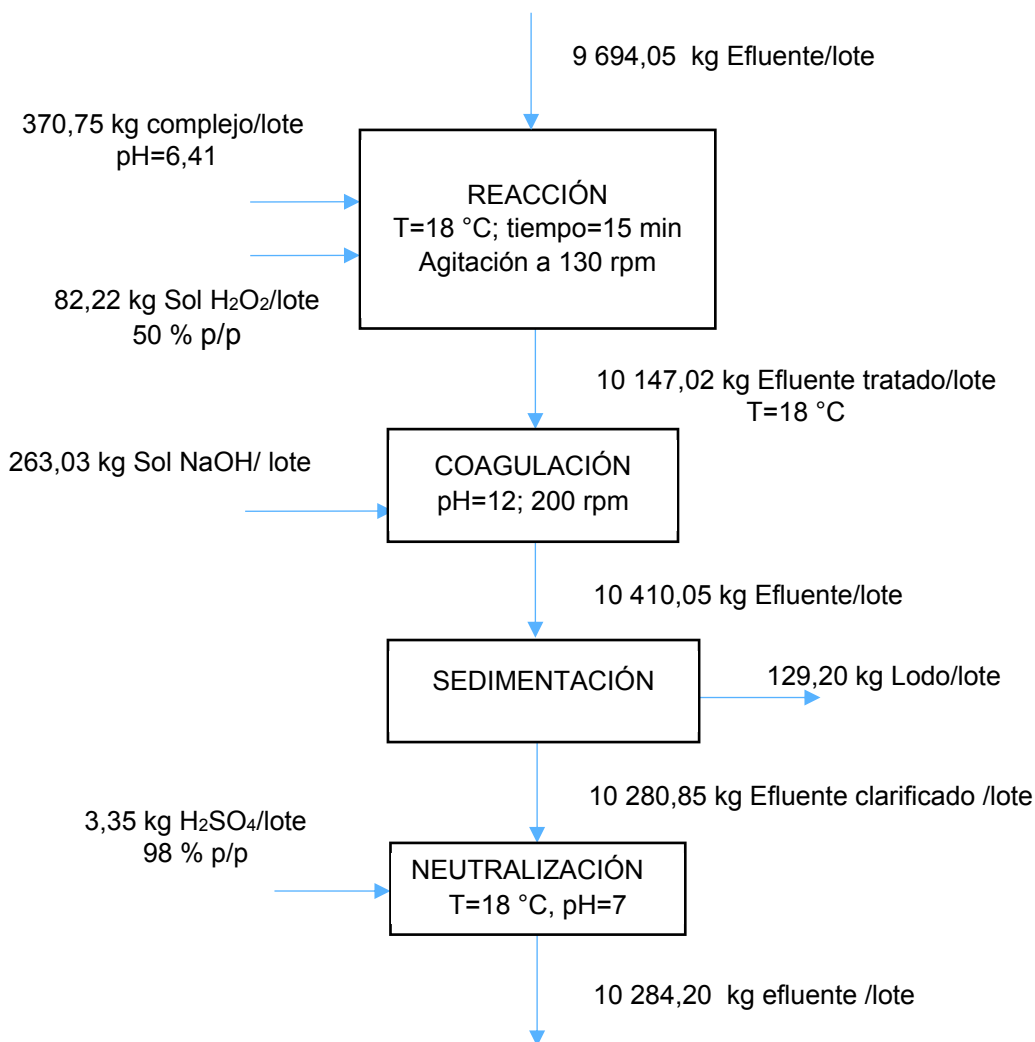 9 694,05 kg Efluente/lote
370,75 kg complejo/lote
pH=6,41
REACCIÓN
T=18 °C; tiempo=15 min
Agitación a 130 rpm
82,22 kg Sol H₂O₂/lote
50 % p/p
10 147,02 kg Efluente tratado/lote
T=18 °C
263,03 kg Sol NaOH/ lote
COAGULACIÓN
pH=12; 200 rpm
10 410,05 kg Efluente/lote
SEDIMENTACIÓN
129,20 kg Lodo/lote
10 280,85 kg Efluente clarificado /lote
3,35 kg H₂SO₄/lote
98 % p/p
NEUTRALIZACIÓN
T=18 °C, pH=7
10 284,20 kg efluente /lote